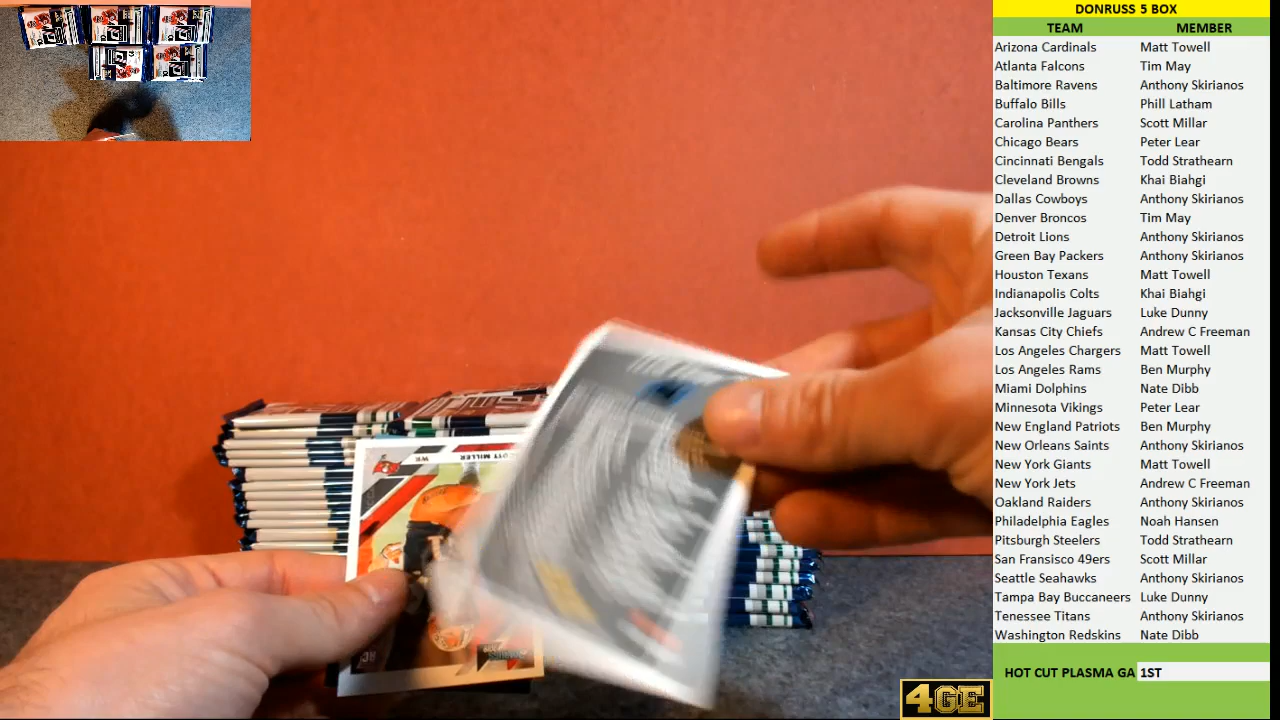 DONRUSS 5 BOX
TEAM MEMBER
Arizona Cardinals Matt Towell
Atlanta Falcons Tim May
Baltimore Ravens Anthony Skirianos
Buffalo Bills Phill Latham
Carolina Panthers Scott Millar
Chicago Bears Peter Lear
Cincinnati Bengals Todd Strathearn
Cleveland Browns Khai Biahgi
Dallas Cowboys Anthony Skirianos
Denver Broncos Tim May
Detroit Lions Anthony Skirianos
Green Bay Packers Anthony Skirianos
Houston Texans Matt Towell
Indianapolis Colts Khai Biahgi
Jacksonville Jaguars Luke Dunny
Kansas City Chiefs Andrew C Freeman
Los Angeles Chargers Matt Towell
Los Angeles Rams Ben Murphy
Miami Dolphins Nate Dibb
Minnesota Vikings Peter Lear
New England Patriots Ben Murphy
New Orleans Saints Anthony Skirianos
New York Giants Matt Towell
New York Jets Andrew C Freeman
Oakland Raiders Anthony Skirianos
Philadelphia Eagles Noah Hansen
Pitsburgh Steelers Todd Strathearn
San Fransisco 49ers Scott Millar
Seattle Seahawks Anthony Skirianos
Tampa Bay Buccaneers Luke Dunny
Tenessee Titans Anthony Skirianos
Washington Redskins Nate Dibb
HOT CUT PLASMA GA 1ST
4GE
MILLER WR